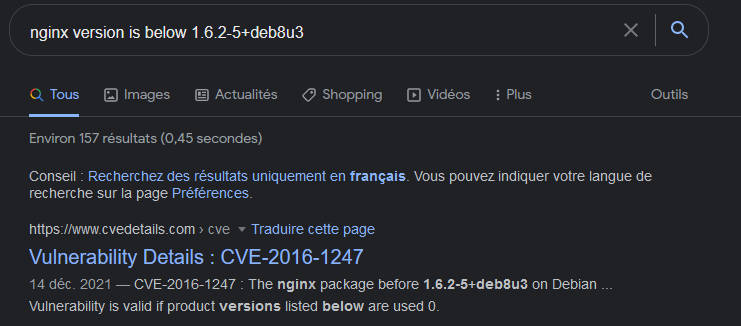 nginx version is below 1.6.2-5+deb8u3
Tous Images Actualités Shopping Vidéos Plus Outils
Environ 157 résultats (0,45 secondes)
Conseil : Recherchez des résultats uniquement en français. Vous pouvez indiquer votre langue de
recherche sur la page Préférences.
https://www.cvedetails.com › cve Traduire cette page
Vulnerability Details : CVE-2016-1247
14 déc. 2021 — CVE-2016-1247 : The nginx package before 1.6.2-5+deb8u3 on Debian ...
Vulnerability is valid if product versions listed below are used 0.